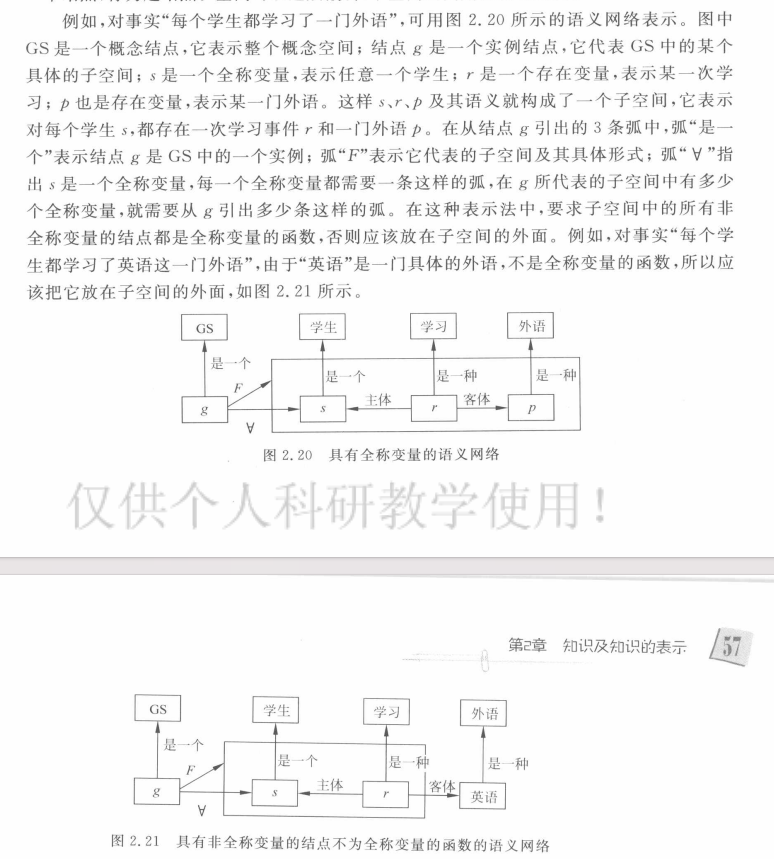 例如,对事实“每个学生都学习了一门外语”,可用图 2.20 所示的语义网络表示。图中
GS 是一个概念结点,它表示整个概念空间；结点 g 是一个实例结点,它代表 GS 中的某个
具体的子空间；s 是一个全称变量,表示任意一个学生；r 是一个存在变量,表示某一次学
习；p 也是存在变量,表示某一门外语。这样 s、r、p 及其语义就构成了一个子空间,它表示
对每个学生 s,都存在一次学习事件 r 和一门外语 p。在从结点 g 引出的 3 条弧中,弧“是一
个”表示结点 g 是 GS 中的一个实例；弧“F”表示它代表的子空间及其具体形式；弧“∀”指
出 s 是一个全称变量,每一个全称变量都需要一条这样的弧,在 g 所代表的子空间中有多少
个全称变量,就需要从 g 引出多少条这样的弧。在这种表示法中,要求子空间中的所有非
全称变量的结点都是全称变量的函数,否则应该放在子空间的外面。例如,对事实“每个学
生都学习了英语这一门外语”,由于“英语”是一门具体的外语,不是全称变量的函数,所以应
该把它放在子空间的外面,如图 2.21 所示。
GS 学生 学习 外语
是一个 是一个 是一种 是一种
F
g s 主体 r 客体 p
∀
图 2.20 具有全称变量的语义网络
仅供个人科研教学使用！
第2章 知识及知识的表示 57
GS 学生 学习 外语
是一个 是一个 是一种 是一种
F
g s 主体 r 客体 英语
∀
图 2.21 具有非全称变量的结点不为全称变量的函数的语义网络